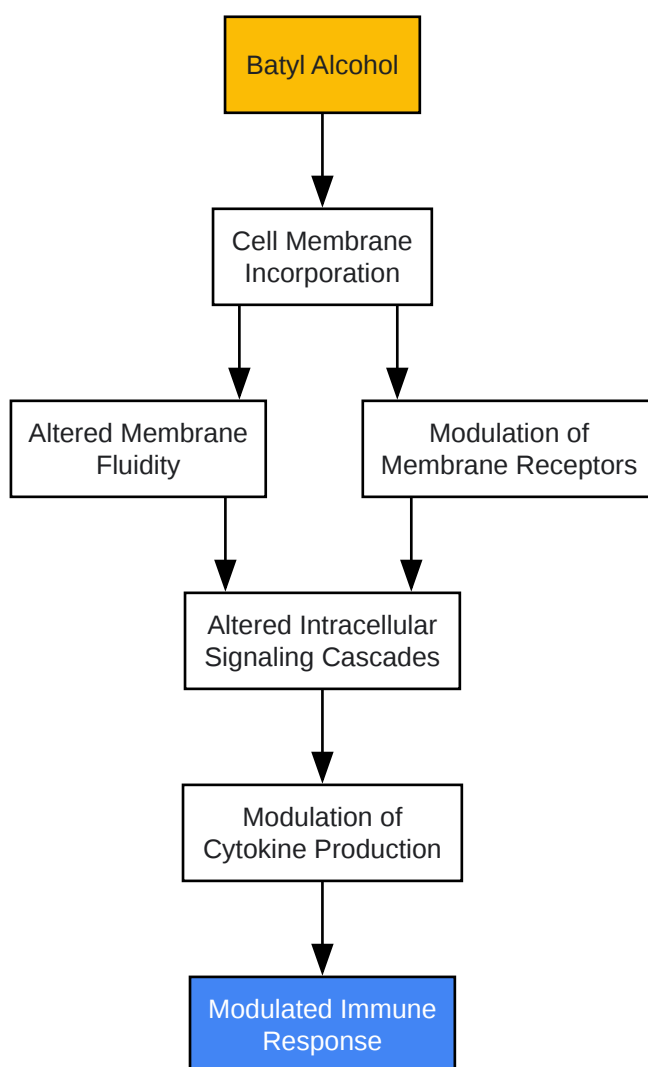 Batyl Alcohol
Cell Membrane
Incorporation
Altered Membrane
Fluidity
Modulation of
Membrane Receptors
Altered Intracellular
Signaling Cascades
Modulation of
Cytokine Production
Modulated Immune
Response